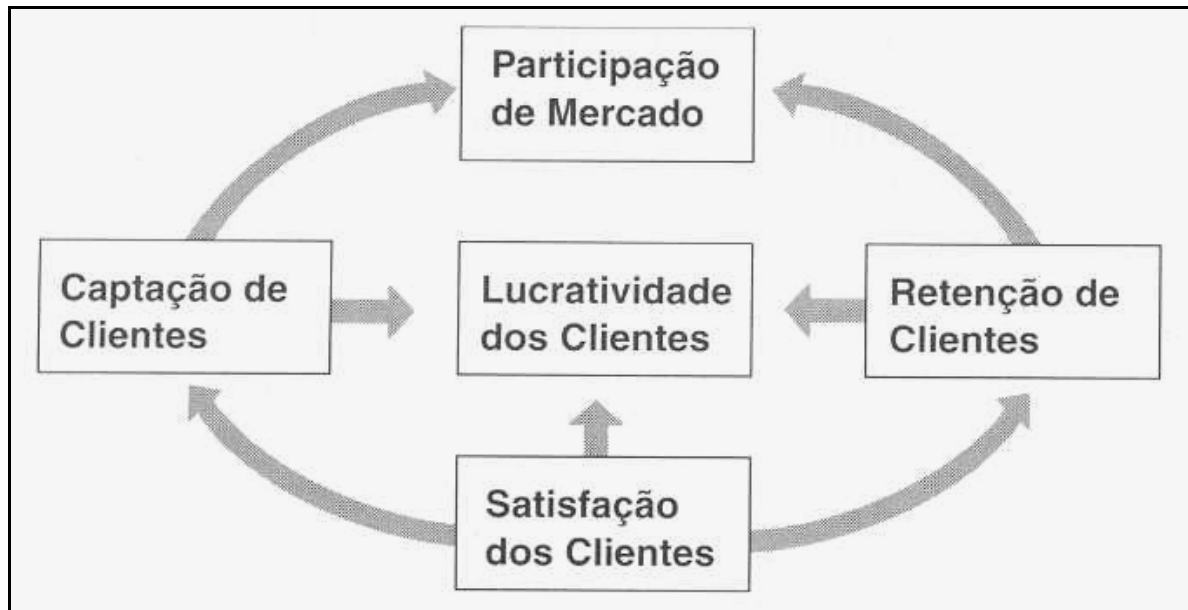 Participação
de Mercado
Captação de
Clientes
Lucratividade
dos Clientes
Retenção de
Clientes
Satisfação
dos Clientes